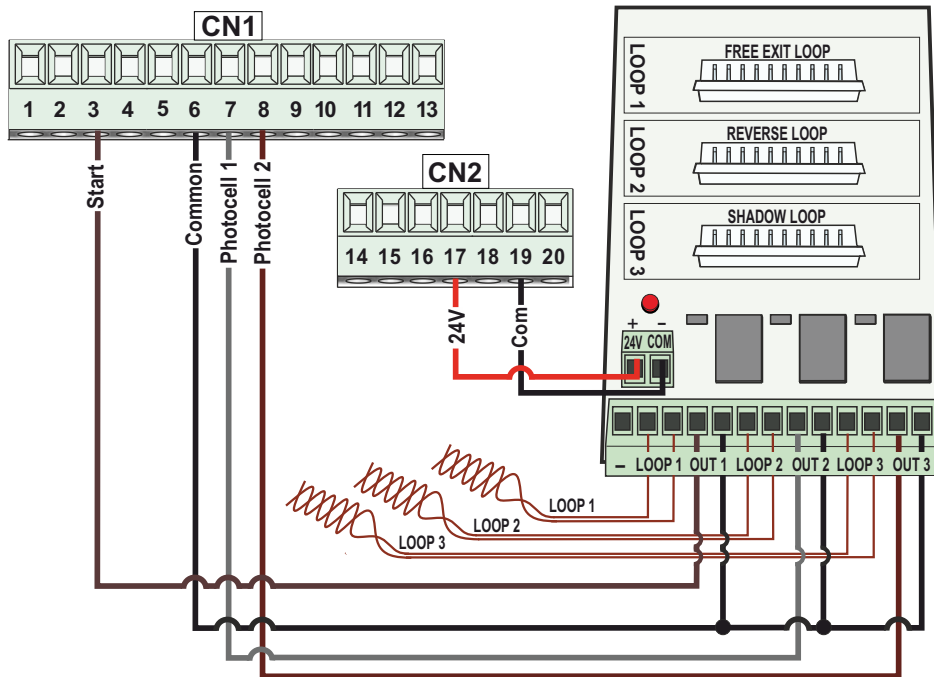 CN1
1 2 3 4 5 6 7 8 9 10 11 12 13
Start
Common
Photocell 1
Photocell 2
CN2
14 15 16 17 18 19 20
24V
Com
LOOP 1
FREE EXIT LOOP
LOOP 2
REVERSE LOOP
LOOP 3
SHADOW LOOP
+ –
24V COM
– LOOP 1 OUT 1 LOOP 2 OUT 2 LOOP 3 OUT 3
LOOP 1
LOOP 2
LOOP 3